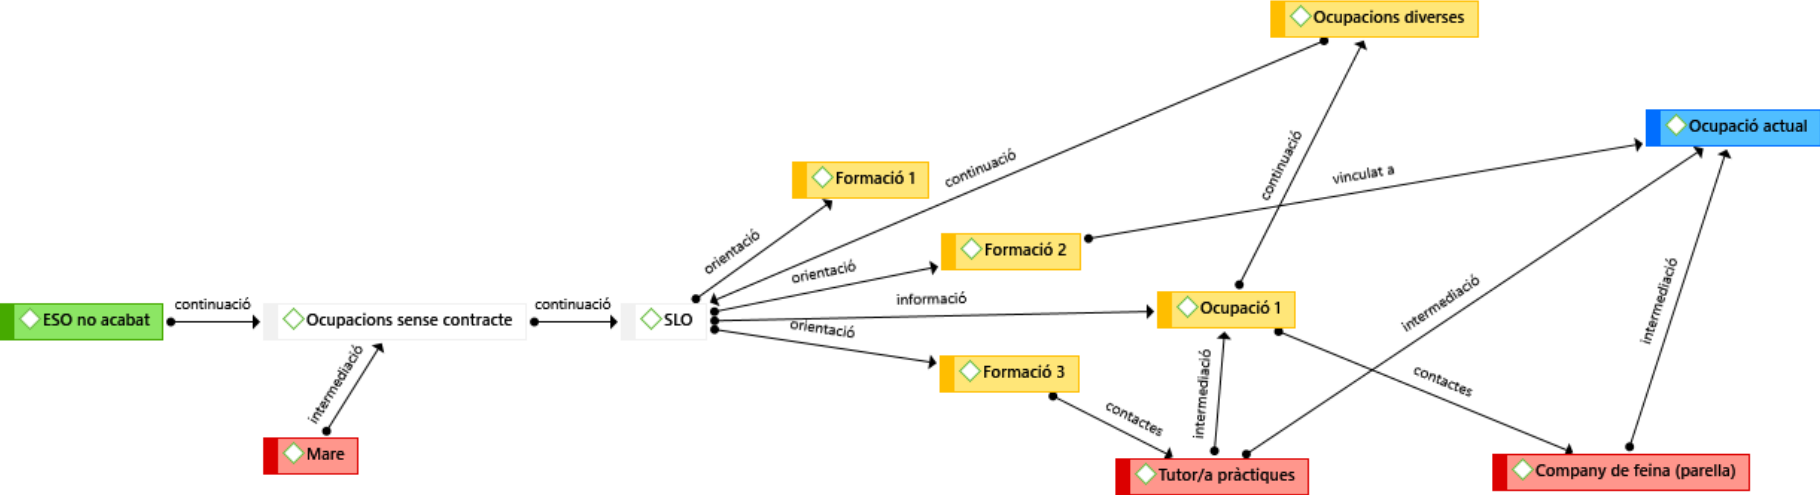 Ocupacions diverses
Ocupació actual
continuació
continuació
Formació 1
vinculat a
orientació
Formació 2
orientació
informació
ESO no acabat
continuació
Ocupacions sense contracte
continuació
SLO
Ocupació 1
orientació
intermediació
intermediació
intermediació
Formació 3
intermediació
contactes
contactes
Mare
Tutor/a pràctiques
Company de feina (parella)